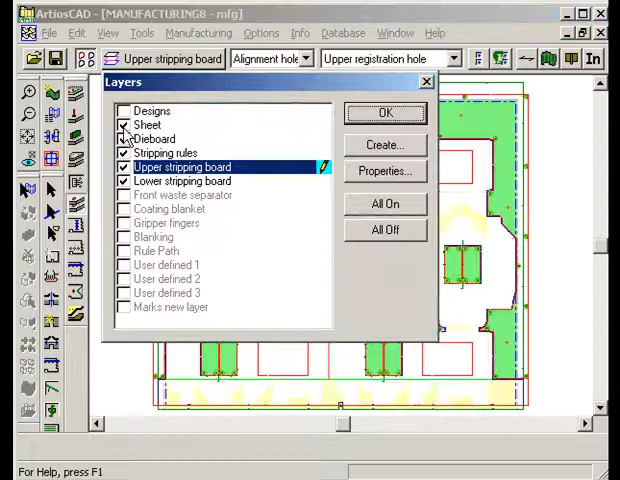 ArtiosCAD - [MANUFACTURING8 - mfg]
File Edit Tools Manufacturing Options Info Database Window Help
Upper stripping board Alignment hole Upper registration hole In
Layers
Designs
Sheet
Dieboard
Stripping rules
Upper stripping board
Lower stripping board
Front waste separator
Coating blanket
Gripper fingers
Blanking
Rule Path
User defined 1
User defined 2
User defined 3
Marks new layer
OK
Create...
Properties...
All On
All Off
For Help, press F1